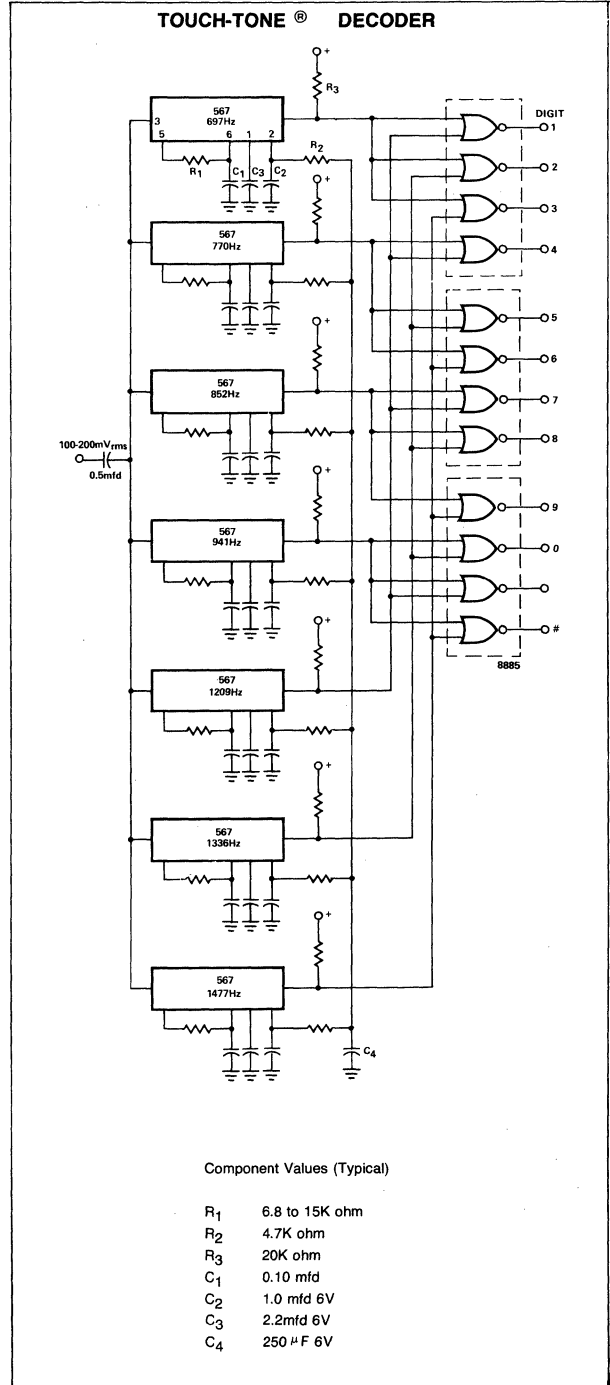 TOUCH-TONE ® DECODER
+
R3
567
697Hz
3
5 6 1 2
R1
C1
C3
C2
R2
DIGIT
1
2
3
4
+
567
770Hz
5
6
7
8
+
567
852Hz
100-200mVrms
0.5mfd
+
567
941Hz
9
0
#
8885
+
567
1209Hz
+
567
1336Hz
+
567
1477Hz
C4
Component Values (Typical)
R1 6.8 to 15K ohm
R2 4.7K ohm
R3 20K ohm
C1 0.10 mfd
C2 1.0 mfd 6V
C3 2.2mfd 6V
C4 250 µF 6V